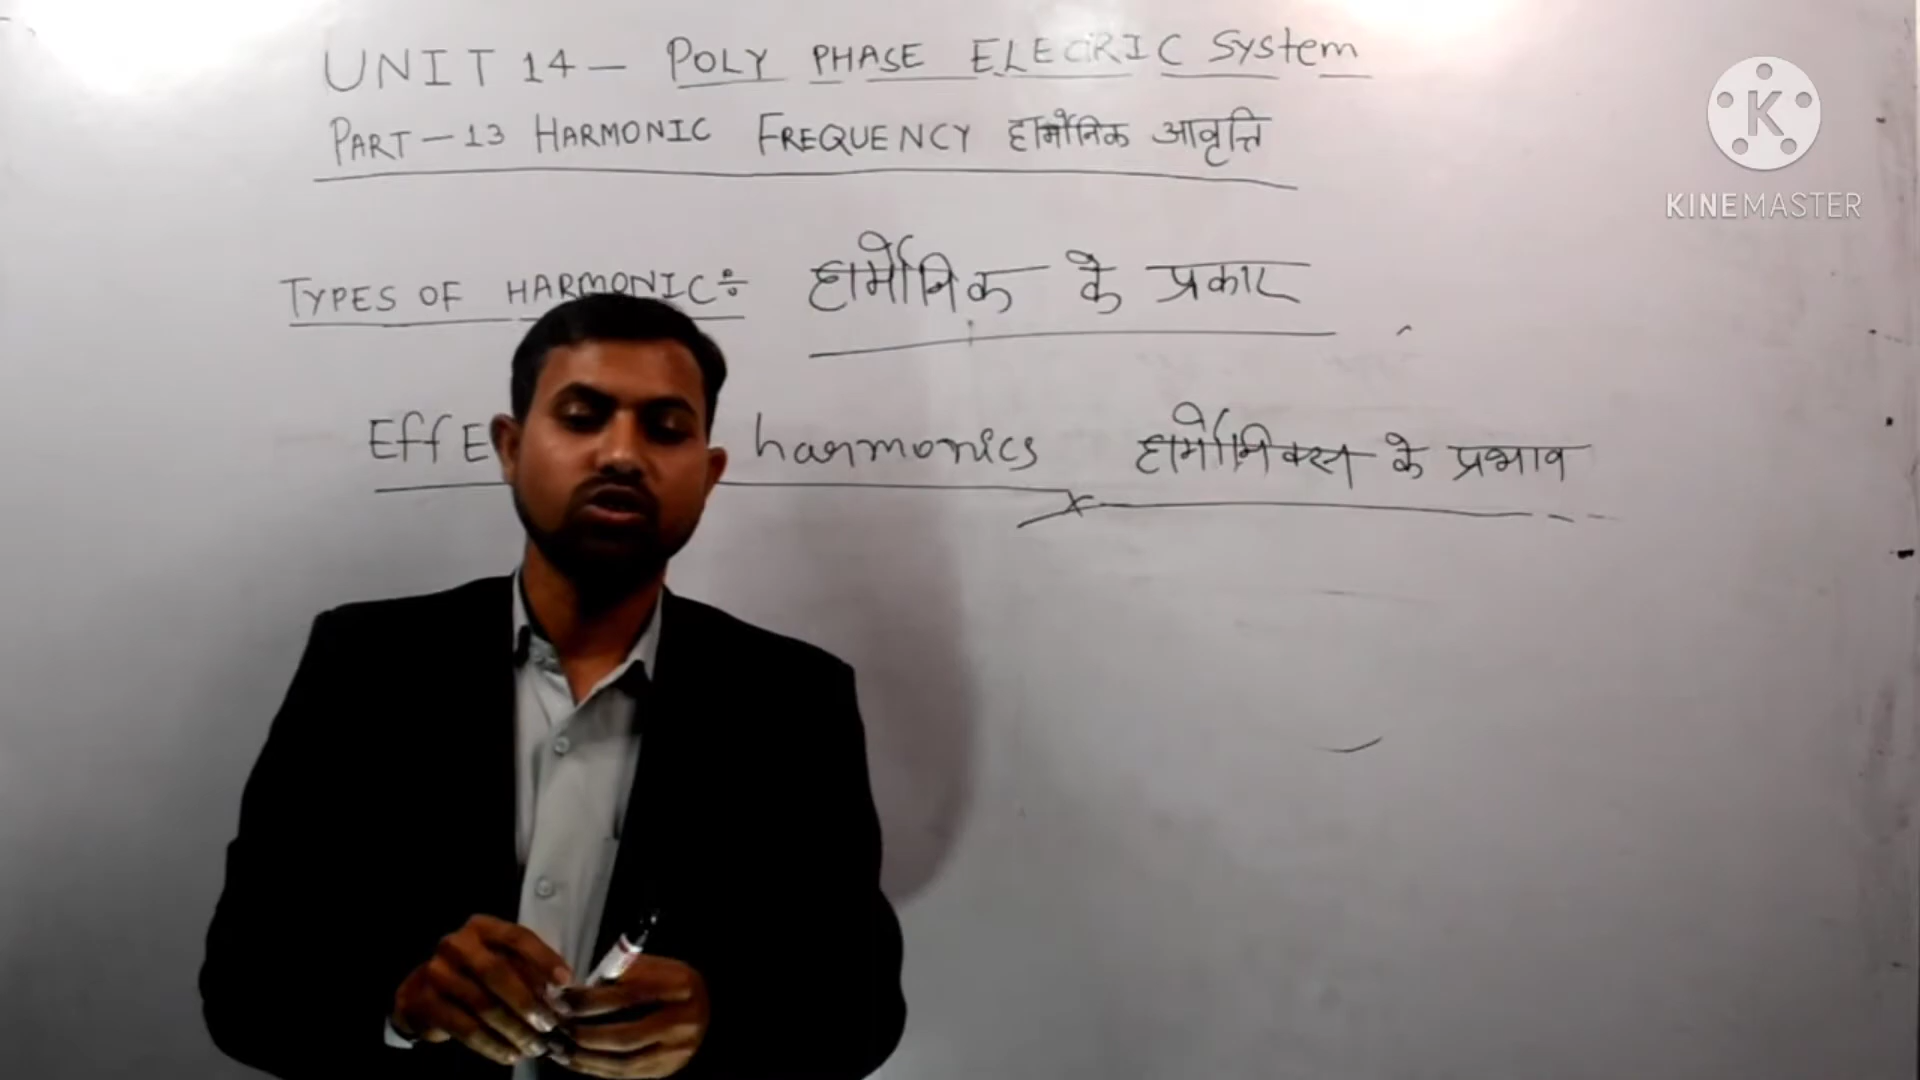 UNIT 14 - POLY PHASE ELECTRIC System
PART - 13 HARMONIC FREQUENCY हार्मोनिक आवृत्ति
TYPES OF HARMONIC÷ हार्मोनिक के प्रकार
harmonics हार्मोनिक्स के प्रभाव
K
KINEMASTER